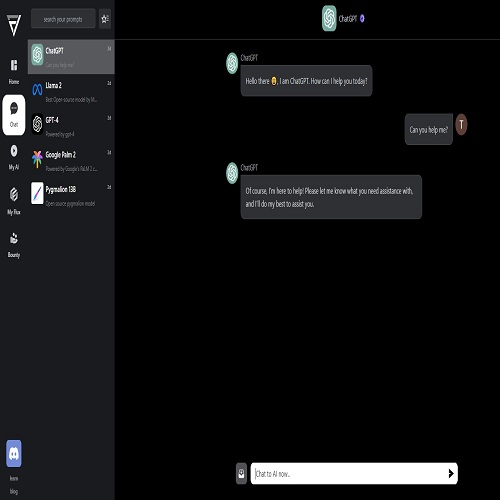 search your prompts
ChatGPT
Home
ChatGPT
Can you help me?
ChatGPT
Hello there 😊, I am ChatGPT. How can I help you today?
Llama 2
Best Open-source model by M...
Chat
GPT-4
Powered by gpt-4
Can you help me?
T
My AI
Google Palm 2
Powered by Google's PaLM 2 c...
ChatGPT
Of course, I'm here to help! Please let me know what you need assistance with,
and I'll do my best to assist you.
My Flux
Pygmalion 13B
Open source pygmalion model
Bounty
Chat to AI now...
learn
blog